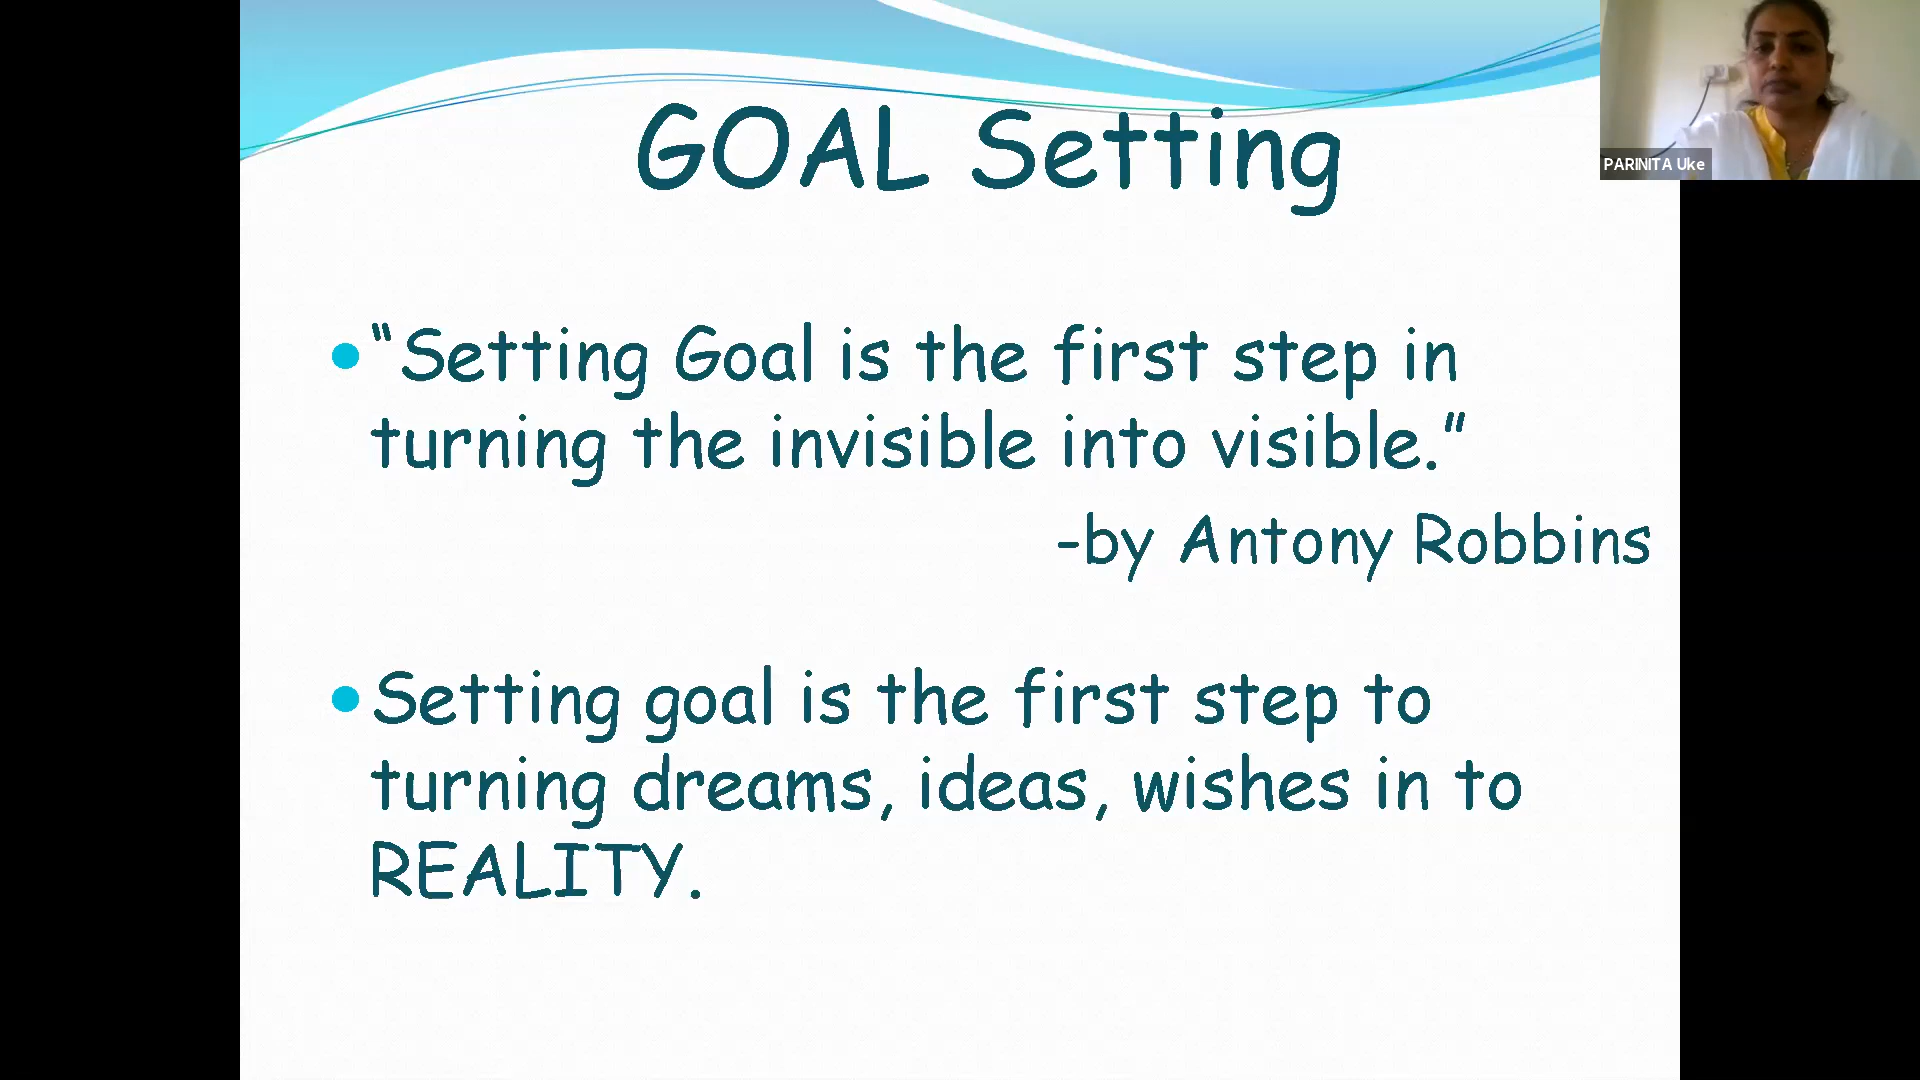 GOAL Setting
PARINITA Uke
• “Setting Goal is the first step in
turning the invisible into visible.”
-by Antony Robbins
• Setting goal is the first step to
turning dreams, ideas, wishes in to
REALITY.